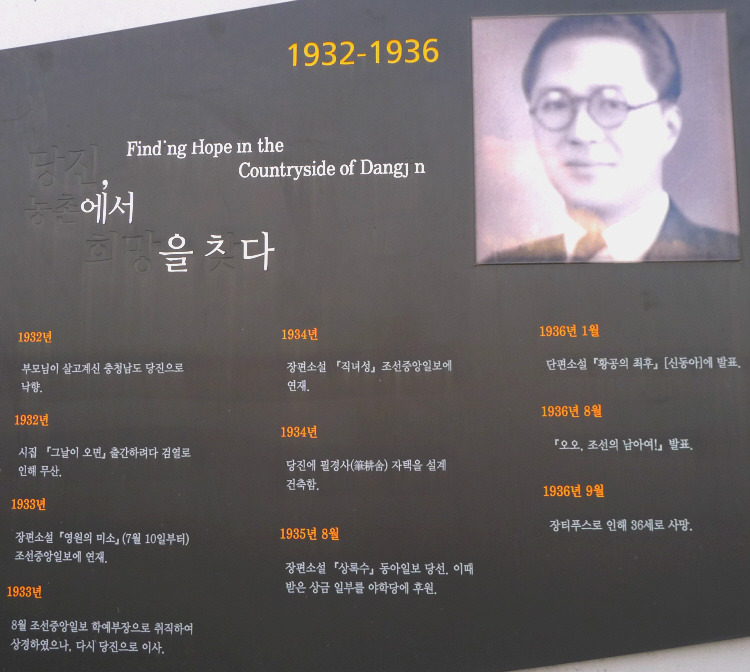 1932-1936
Finding Hope in the
Countryside of Dangj n
당진,
농촌에서
희망을 찾다
1932년
부모님이 살고계신 충청남도 당진으로
낙향.
1932년
시집 『그날이 오면』 출간하려다 검열로
인해 무산.
1933년
장편소설 『영원의 미소』 (7월 10일부터)
조선중앙일보에 연재.
1933년
8월 조선중앙일보 학예부장으로 취직하여
상경하였으나, 다시 당진으로 이사.
1934년
장편소설 『직녀성』 조선중앙일보에
연재.
1934년
당진에 필경사(筆耕舍) 자택을 설계
건축함.
1935년 8월
장편소설 『상록수』 동아일보 당선. 이때
받은 상금 일부를 야학당에 후원.
1936년 1월
단편소설 『황공의 최후』 [신동아]에 발표.
1936년 8월
『오오, 조선의 남아여!』 발표.
1936년 9월
장티푸스로 인해 36세로 사망.